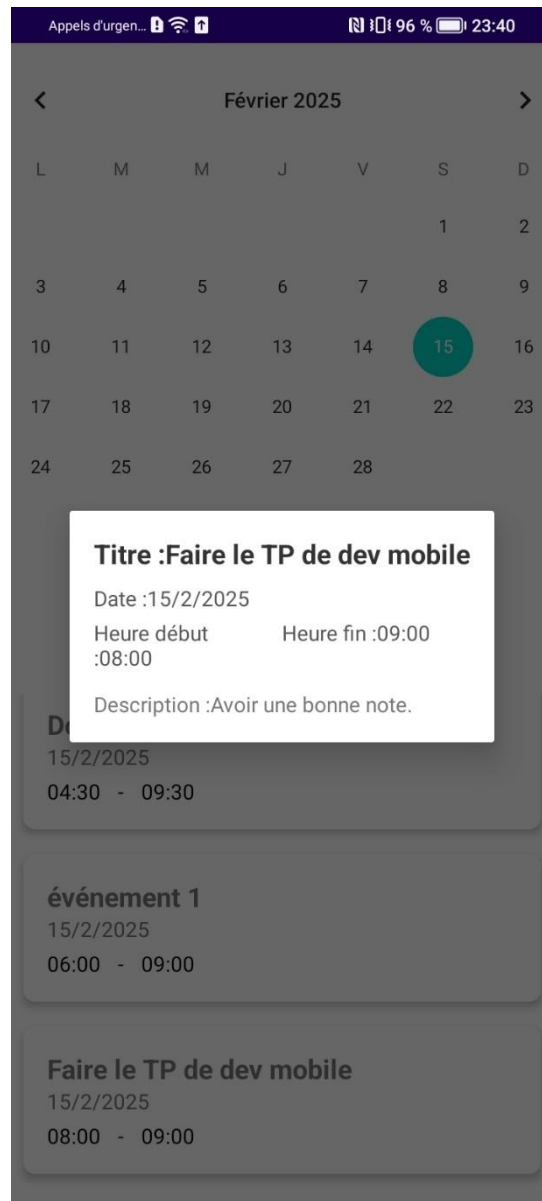 Appels d'urgen... 96 % 23:40
Février 2025
L M M J V S D
1 2
3 4 5 6 7 8 9
10 11 12 13 14 15 16
17 18 19 20 21 22 23
24 25 26 27 28
Titre :Faire le TP de dev mobile
Date :15/2/2025
Heure début Heure fin :09:00
:08:00
Description :Avoir une bonne note.
15/2/2025
04:30 - 09:30
événement 1
15/2/2025
06:00 - 09:00
Faire le TP de dev mobile
15/2/2025
08:00 - 09:00